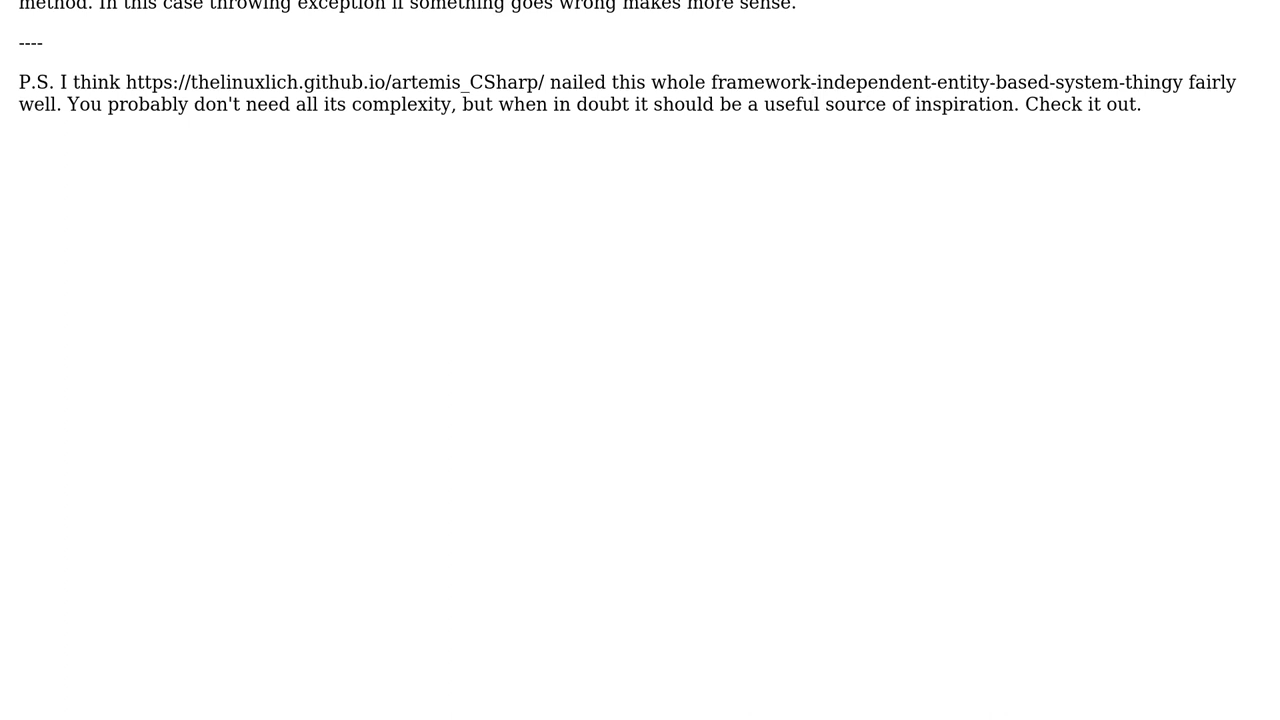 method. In this case throwing exception if something goes wrong makes more sense.
----
P.S. I think https://thelinuxlich.github.io/artemis_CSharp/ nailed this whole framework-independent-entity-based-system-thingy fairly
well. You probably don't need all its complexity, but when in doubt it should be a useful source of inspiration. Check it out.